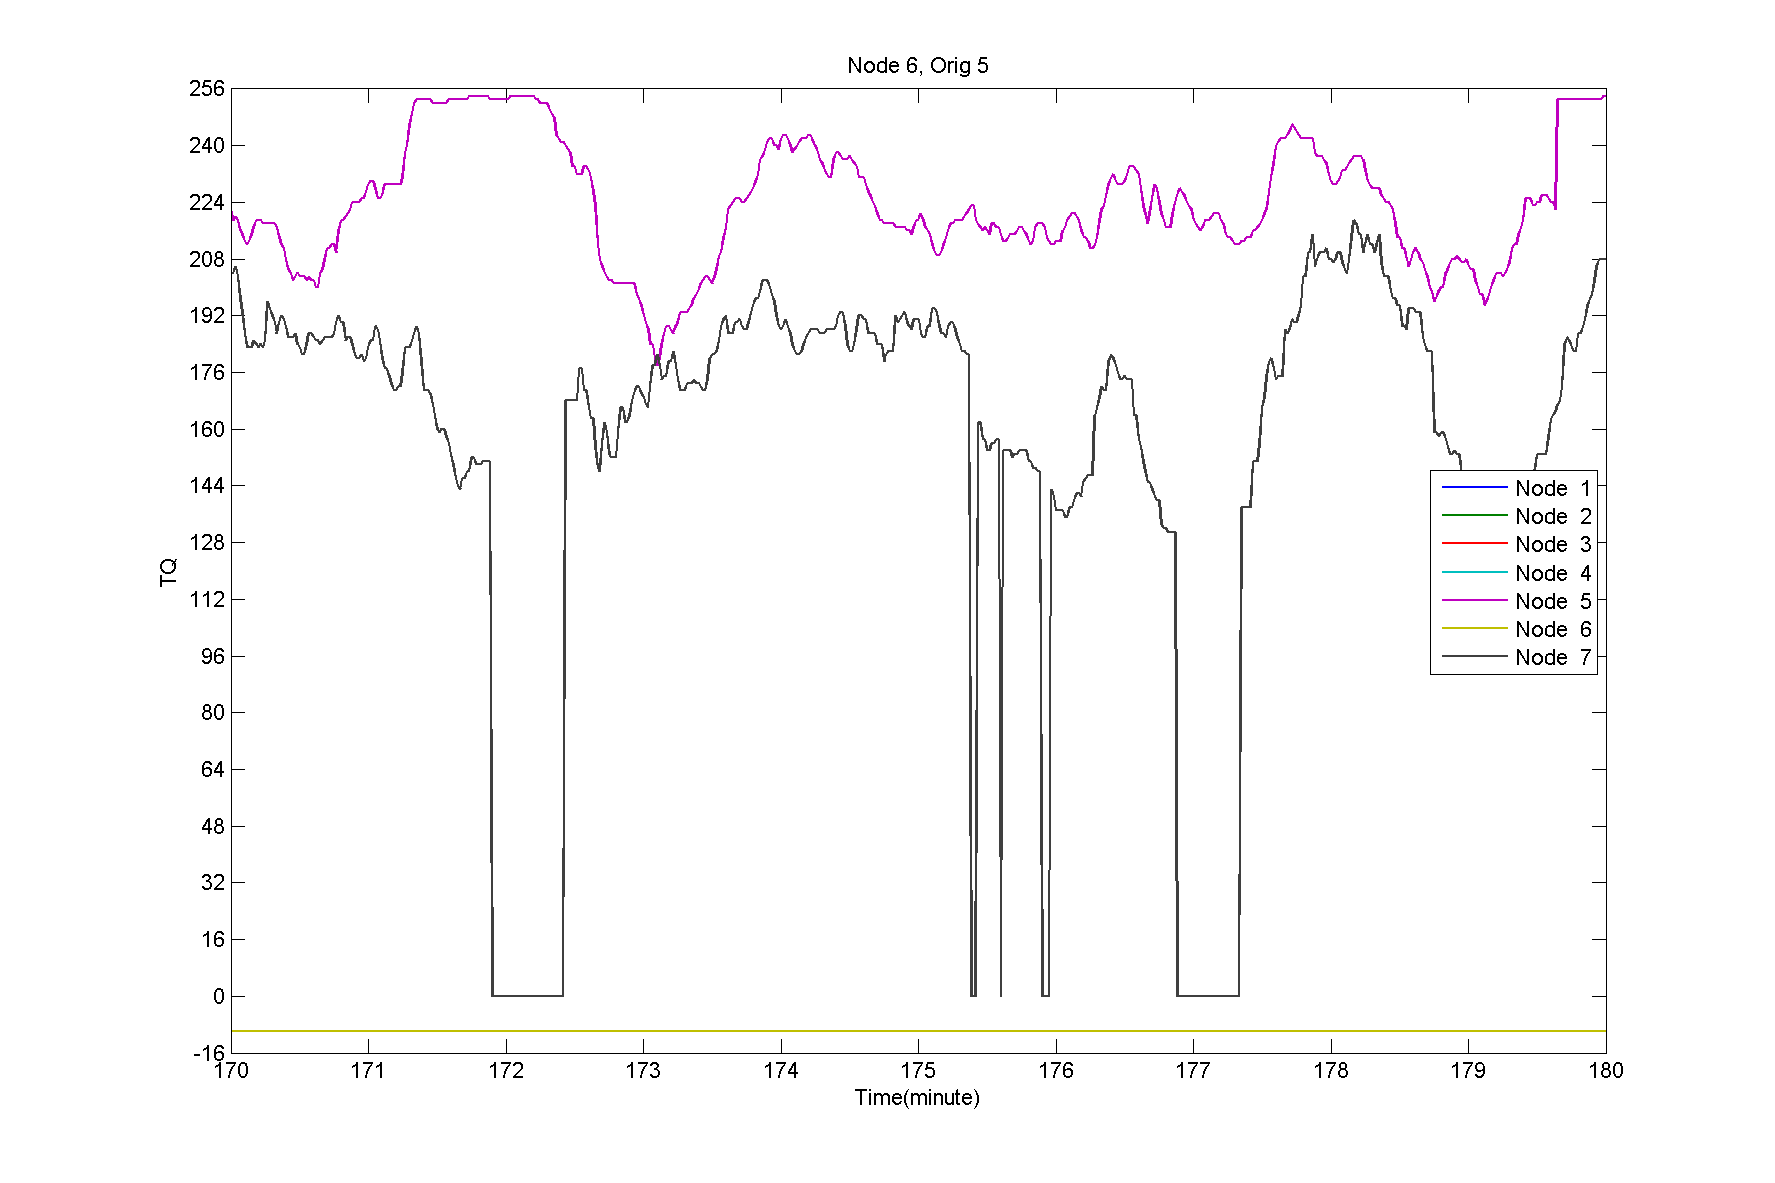 Node 6, Orig 5
256
240
224
208
192
176
160
144
128
112
96
80
64
48
32
16
0
-16
TQ
170 171 172 173 174 175 176 177 178 179 180
Time(minute)
Node 1
Node 2
Node 3
Node 4
Node 5
Node 6
Node 7